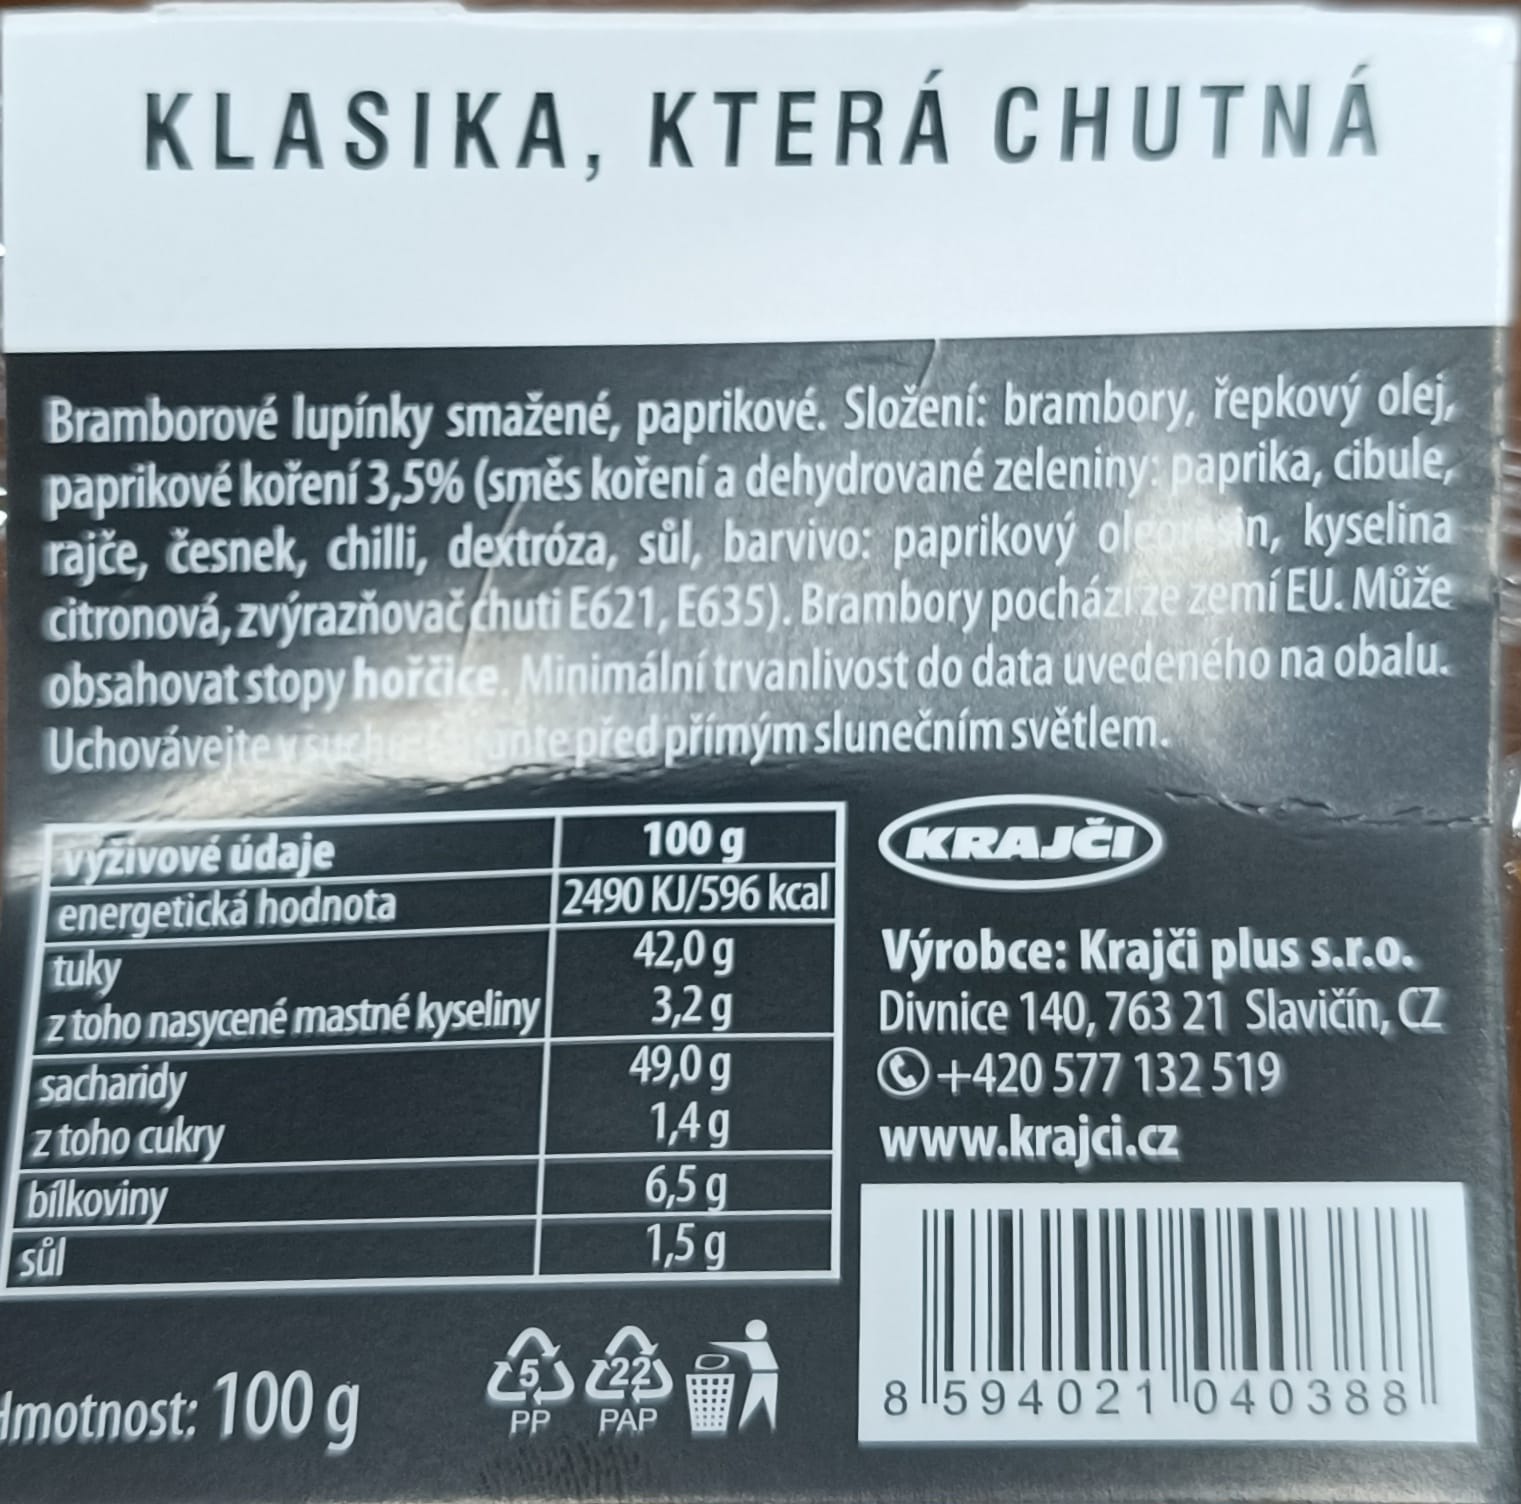 KLASIKA, KTERÁ CHUTNÁ
Bramborové lupínky smažené, paprikové. Složení: brambory, řepkový olej,
paprikové koření 3,5% (směs koření a dehydrované zeleniny: paprika, cibule,
rajče, česnek, chilli, dextróza, sůl, barvivo: paprikový oleoresin, kyselina
citronová, zvýrazňovač chuti E621, E635). Brambory pochází ze zemí EU. Může
obsahovat stopy hořčice. Minimální trvanlivost do data uvedeného na obalu.
Uchovávejte v před přímým slunečním světlem.
výživové údaje 100 g
energetická hodnota 2490 KJ/596 kcal
tuky 42,0 g
z toho nasycené mastné kyseliny 3,2 g
sacharidy 49,0 g
z toho cukry 1,4 g
bílkoviny 6,5 g
sůl 1,5 g
KRAJČI
Výrobce: Krajči plus s.r.o.
Divnice 140, 763 21 Slavičín, CZ
+420 577 132 519
www.krajci.cz
Hmotnost: 100 g
5 22
PP PAP
8 594021 040388